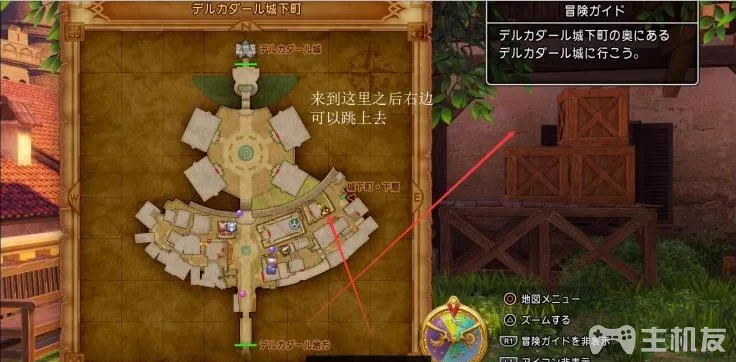 デルカダール城下町
冒険ガイド
デルカダール城下町の奥にある
デルカダール城に行こう。
N
デルカダール城
来到这里之后右边
可以跳上去
城下町・下層
W
E
デルカダール地方
地図メニュー
ズームする
R1 冒険ガイドを非表示
アイコン非表示
主机友